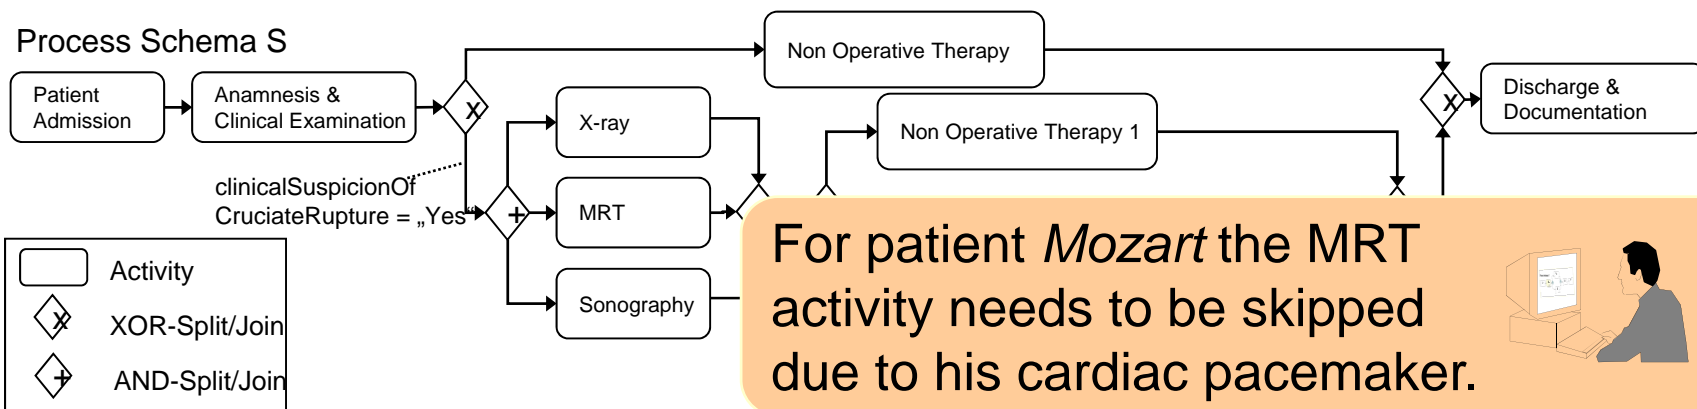 Process Schema S
Patient
Admission
Anamnesis &
Clinical Examination
X
Non Operative Therapy
X
Discharge &
Documentation
X-ray
Non Operative Therapy 1
clinicalSuspicionOf
CruciateRupture = „Yes“
+
MRT
Sonography
Activity
X
XOR-Split/Join
+
AND-Split/Join
For patient Mozart the MRT
activity needs to be skipped
due to his cardiac pacemaker.